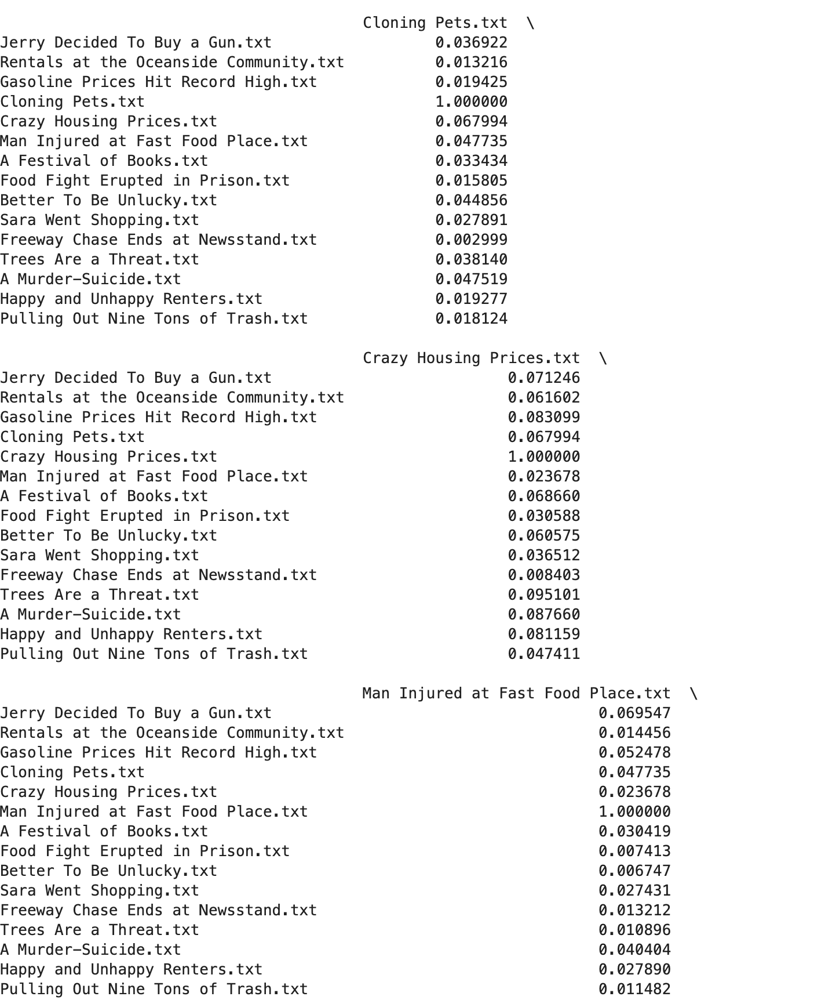 Cloning Pets.txt  \
Jerry Decided To Buy a Gun.txt 0.036922
Rentals at the Oceanside Community.txt 0.013216
Gasoline Prices Hit Record High.txt 0.019425
Cloning Pets.txt 1.000000
Crazy Housing Prices.txt 0.067994
Man Injured at Fast Food Place.txt 0.047735
A Festival of Books.txt 0.033434
Food Fight Erupted in Prison.txt 0.015805
Better To Be Unlucky.txt 0.044856
Sara Went Shopping.txt 0.027891
Freeway Chase Ends at Newsstand.txt 0.002999
Trees Are a Threat.txt 0.038140
A Murder-Suicide.txt 0.047519
Happy and Unhappy Renters.txt 0.019277
Pulling Out Nine Tons of Trash.txt 0.018124
Crazy Housing Prices.txt  \
Jerry Decided To Buy a Gun.txt 0.071246
Rentals at the Oceanside Community.txt 0.061602
Gasoline Prices Hit Record High.txt 0.083099
Cloning Pets.txt 0.067994
Crazy Housing Prices.txt 1.000000
Man Injured at Fast Food Place.txt 0.023678
A Festival of Books.txt 0.068660
Food Fight Erupted in Prison.txt 0.030588
Better To Be Unlucky.txt 0.060575
Sara Went Shopping.txt 0.036512
Freeway Chase Ends at Newsstand.txt 0.008403
Trees Are a Threat.txt 0.095101
A Murder-Suicide.txt 0.087660
Happy and Unhappy Renters.txt 0.081159
Pulling Out Nine Tons of Trash.txt 0.047411
Man Injured at Fast Food Place.txt  \
Jerry Decided To Buy a Gun.txt 0.069547
Rentals at the Oceanside Community.txt 0.014456
Gasoline Prices Hit Record High.txt 0.052478
Cloning Pets.txt 0.047735
Crazy Housing Prices.txt 0.023678
Man Injured at Fast Food Place.txt 1.000000
A Festival of Books.txt 0.030419
Food Fight Erupted in Prison.txt 0.007413
Better To Be Unlucky.txt 0.006747
Sara Went Shopping.txt 0.027431
Freeway Chase Ends at Newsstand.txt 0.013212
Trees Are a Threat.txt 0.010896
A Murder-Suicide.txt 0.040404
Happy and Unhappy Renters.txt 0.027890
Pulling Out Nine Tons of Trash.txt 0.011482